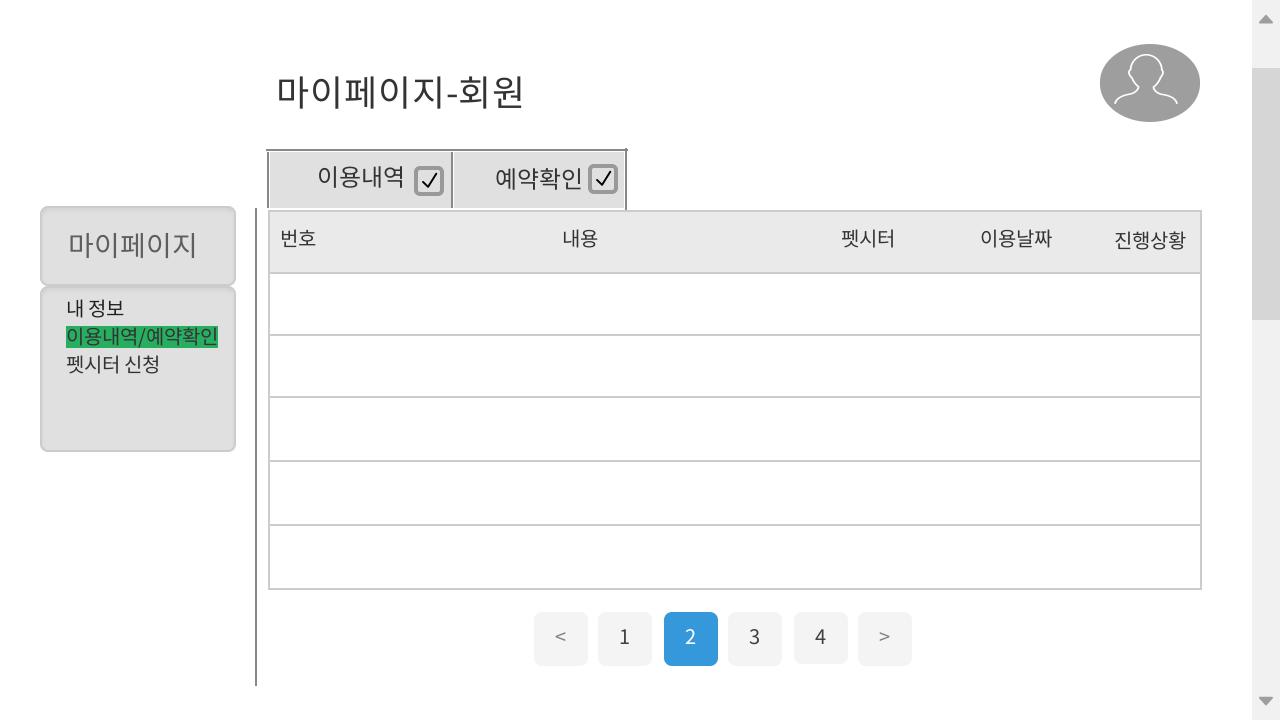 마이페이지-회원
이용내역 예약확인
마이페이지
내 정보
이용내역/예약확인
펫시터 신청
번호 내용 펫시터 이용날짜 진행상황
< 1 2 3 4 >